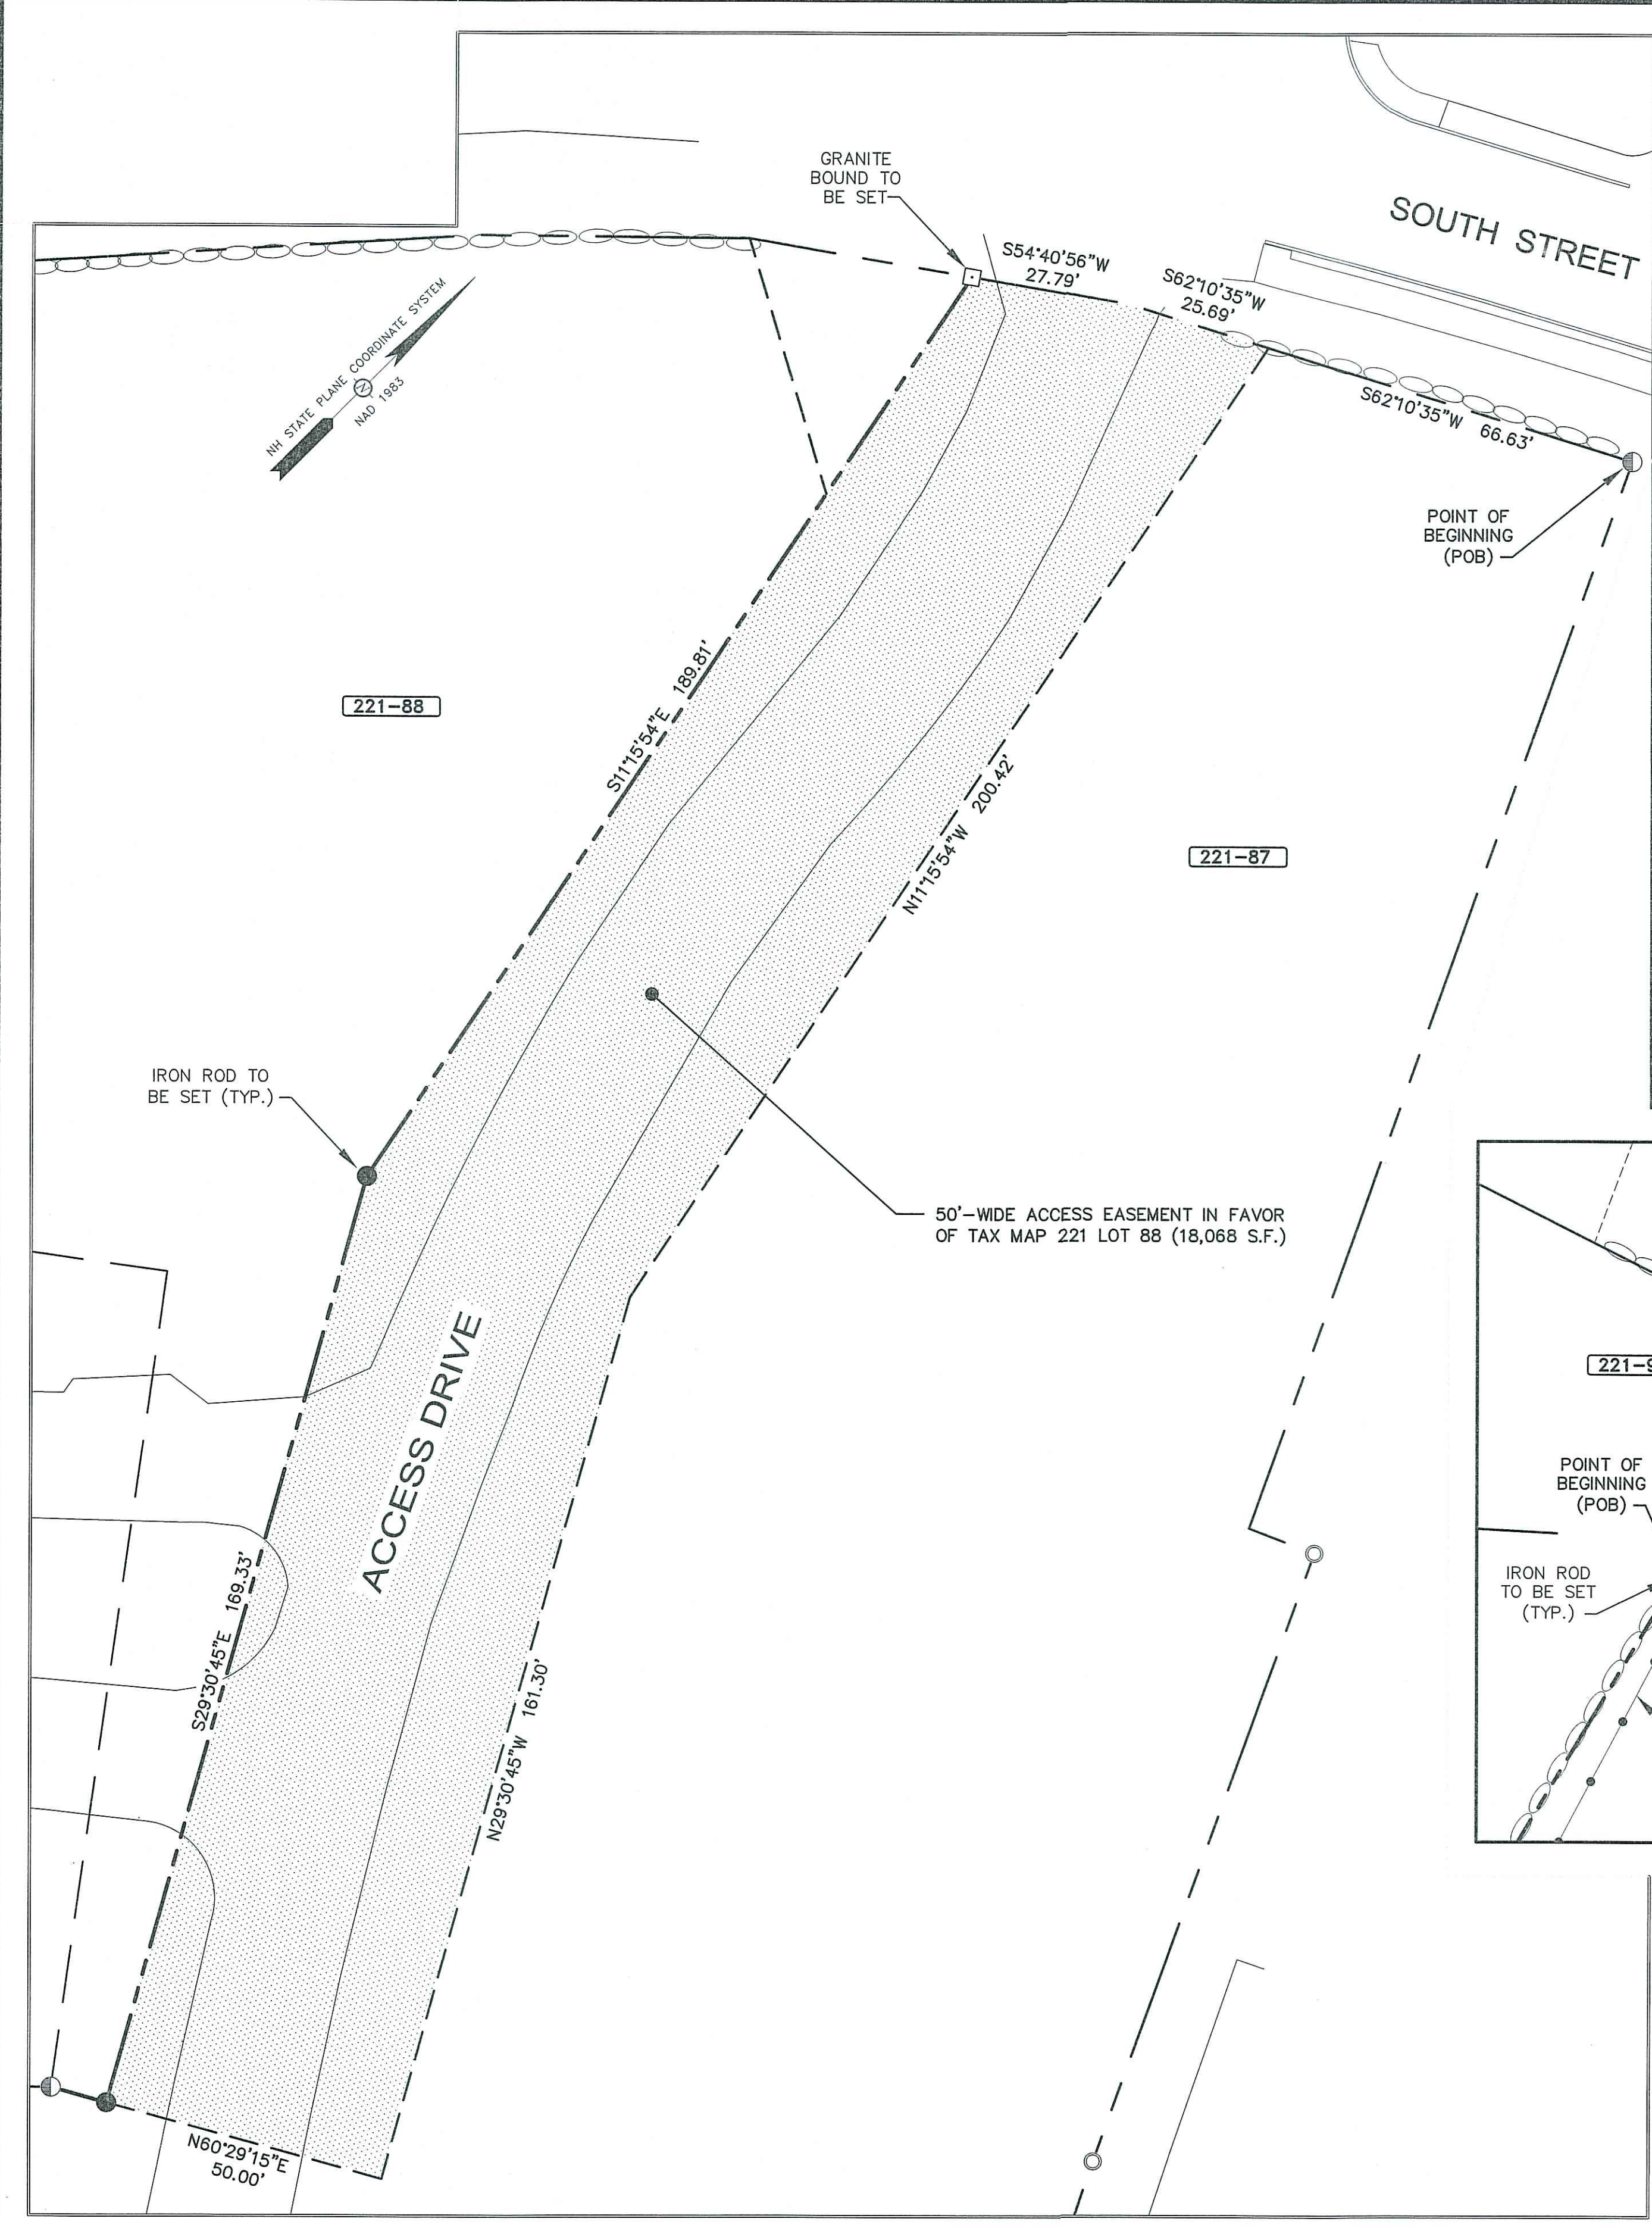 GRANITE
BOUND TO
BE SET
SOUTH STREET
S54°40'56"W
27.79'
S62°10'35"W
25.69'
S62°10'35"W 66.63'
NH STATE PLANE COORDINATE SYSTEM
N
NAD 1983
POINT OF
BEGINNING
(POB)
S11°15'54"E 189.81'
221-88
N11°15'54"W 200.42'
221-87
IRON ROD TO
BE SET (TYP.)
50'-WIDE ACCESS EASEMENT IN FAVOR
OF TAX MAP 221 LOT 88 (18,068 S.F.)
ACCESS DRIVE
221-9
POINT OF
BEGINNING
(POB)
IRON ROD
TO BE SET
(TYP.)
S29°30'45"E 169.33'
N29°30'45"W 161.30'
N60°29'15"E
50.00'